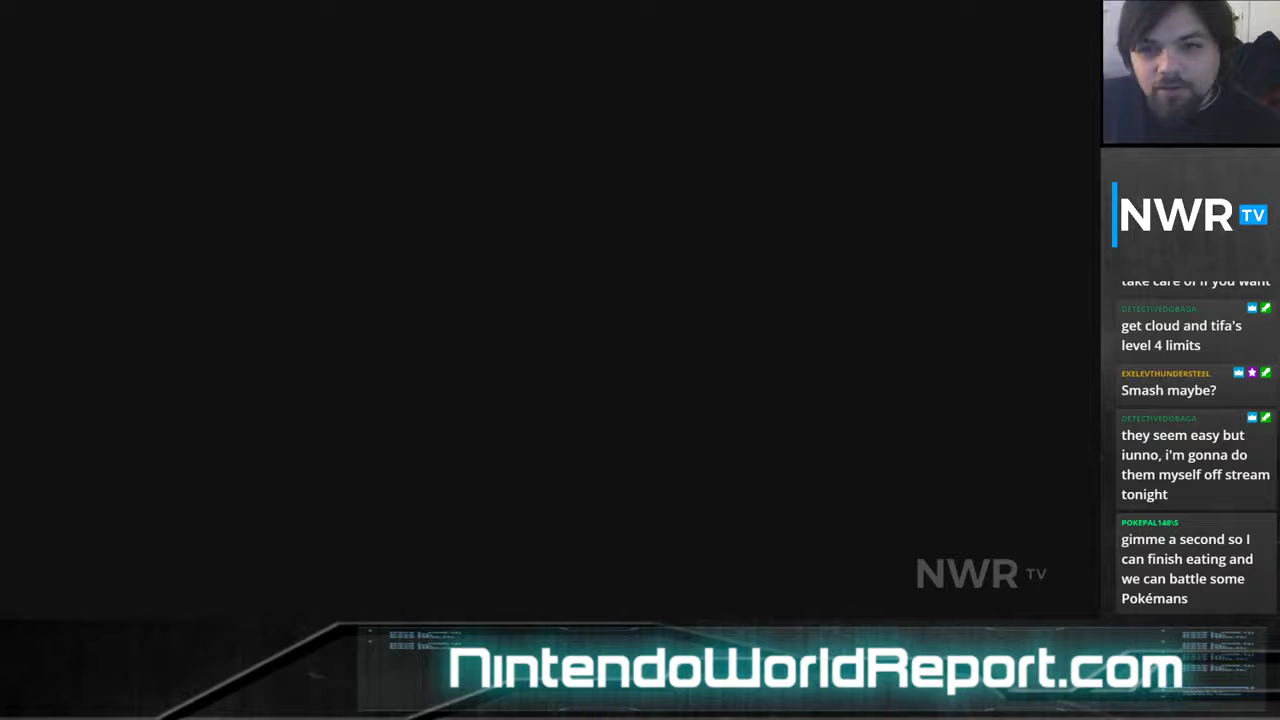 NWR TV
take care of if you want
DETECTIVEDOBAGA
get cloud and tifa's
level 4 limits
EXELEVTHUNDERSTEEL
Smash maybe?
DETECTIVEDOBAGA
they seem easy but
iunno, i'm gonna do
them myself off stream
tonight
POKEPAL148\S
gimme a second so I
can finish eating and
we can battle some
Pokémans
NWR TV
NintendoWorldReport.com